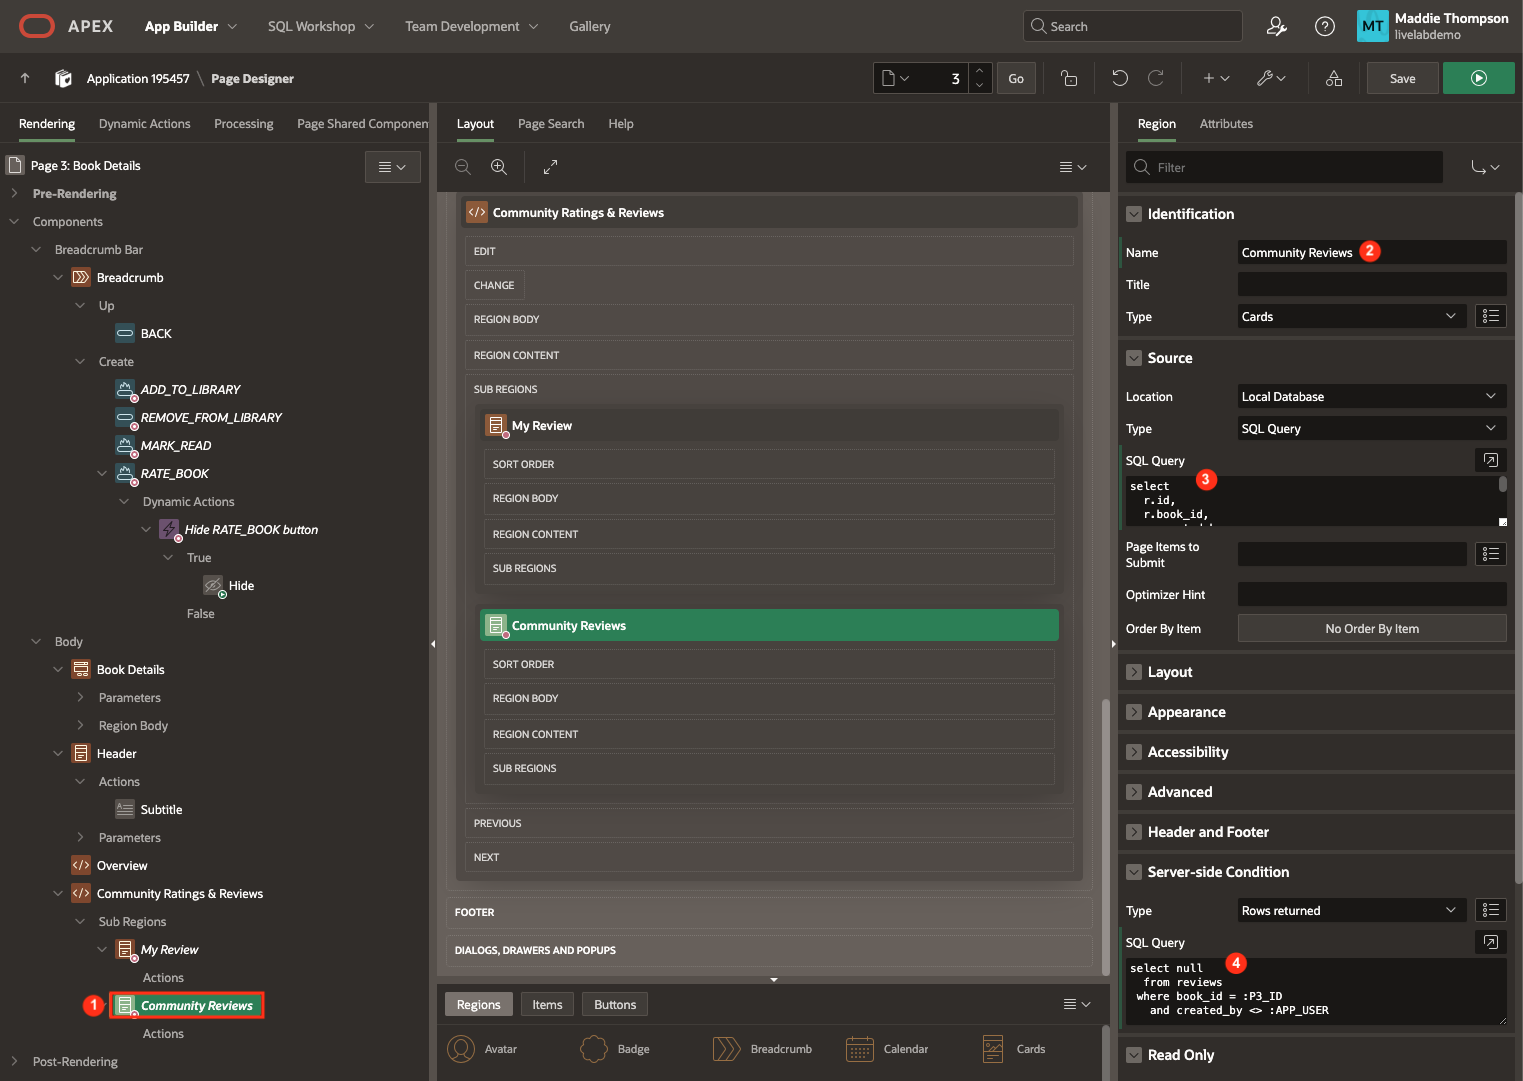 APEX
App Builder
SQL Workshop
Team Development
Gallery
Search
MT
Maddie Thompson
livelabdemo
Application 195457 \ Page Designer
3
Go
Save
Rendering
Dynamic Actions
Processing
Page Shared Componen
Page 3: Book Details
Pre-Rendering
Components
Breadcrumb Bar
Breadcrumb
Up
BACK
Create
ADD_TO_LIBRARY
REMOVE_FROM_LIBRARY
MARK_READ
RATE_BOOK
Dynamic Actions
Hide RATE_BOOK button
True
Hide
False
Body
Book Details
Parameters
Region Body
Header
Actions
Subtitle
Parameters
Overview
Community Ratings & Reviews
Sub Regions
My Review
Actions
1
Community Reviews
Actions
Post-Rendering
Layout
Page Search
Help
Community Ratings & Reviews
EDIT
CHANGE
REGION BODY
REGION CONTENT
SUB REGIONS
My Review
SORT ORDER
REGION BODY
REGION CONTENT
SUB REGIONS
Community Reviews
SORT ORDER
REGION BODY
REGION CONTENT
SUB REGIONS
PREVIOUS
NEXT
FOOTER
DIALOGS, DRAWERS AND POPUPS
Regions
Items
Buttons
Avatar
Badge
Breadcrumb
Calendar
Cards
Region
Attributes
Filter
Identification
Name
Community Reviews
2
Title
Type
Cards
Source
Location
Local Database
Type
SQL Query
SQL Query
3
select
r.id,
r.book_id,
Page Items to
Submit
Optimizer Hint
Order By Item
No Order By Item
Layout
Appearance
Accessibility
Advanced
Header and Footer
Server-side Condition
Type
Rows returned
SQL Query
4
select null
from reviews
where book_id = :P3_ID
and created_by <> :APP_USER
Read Only